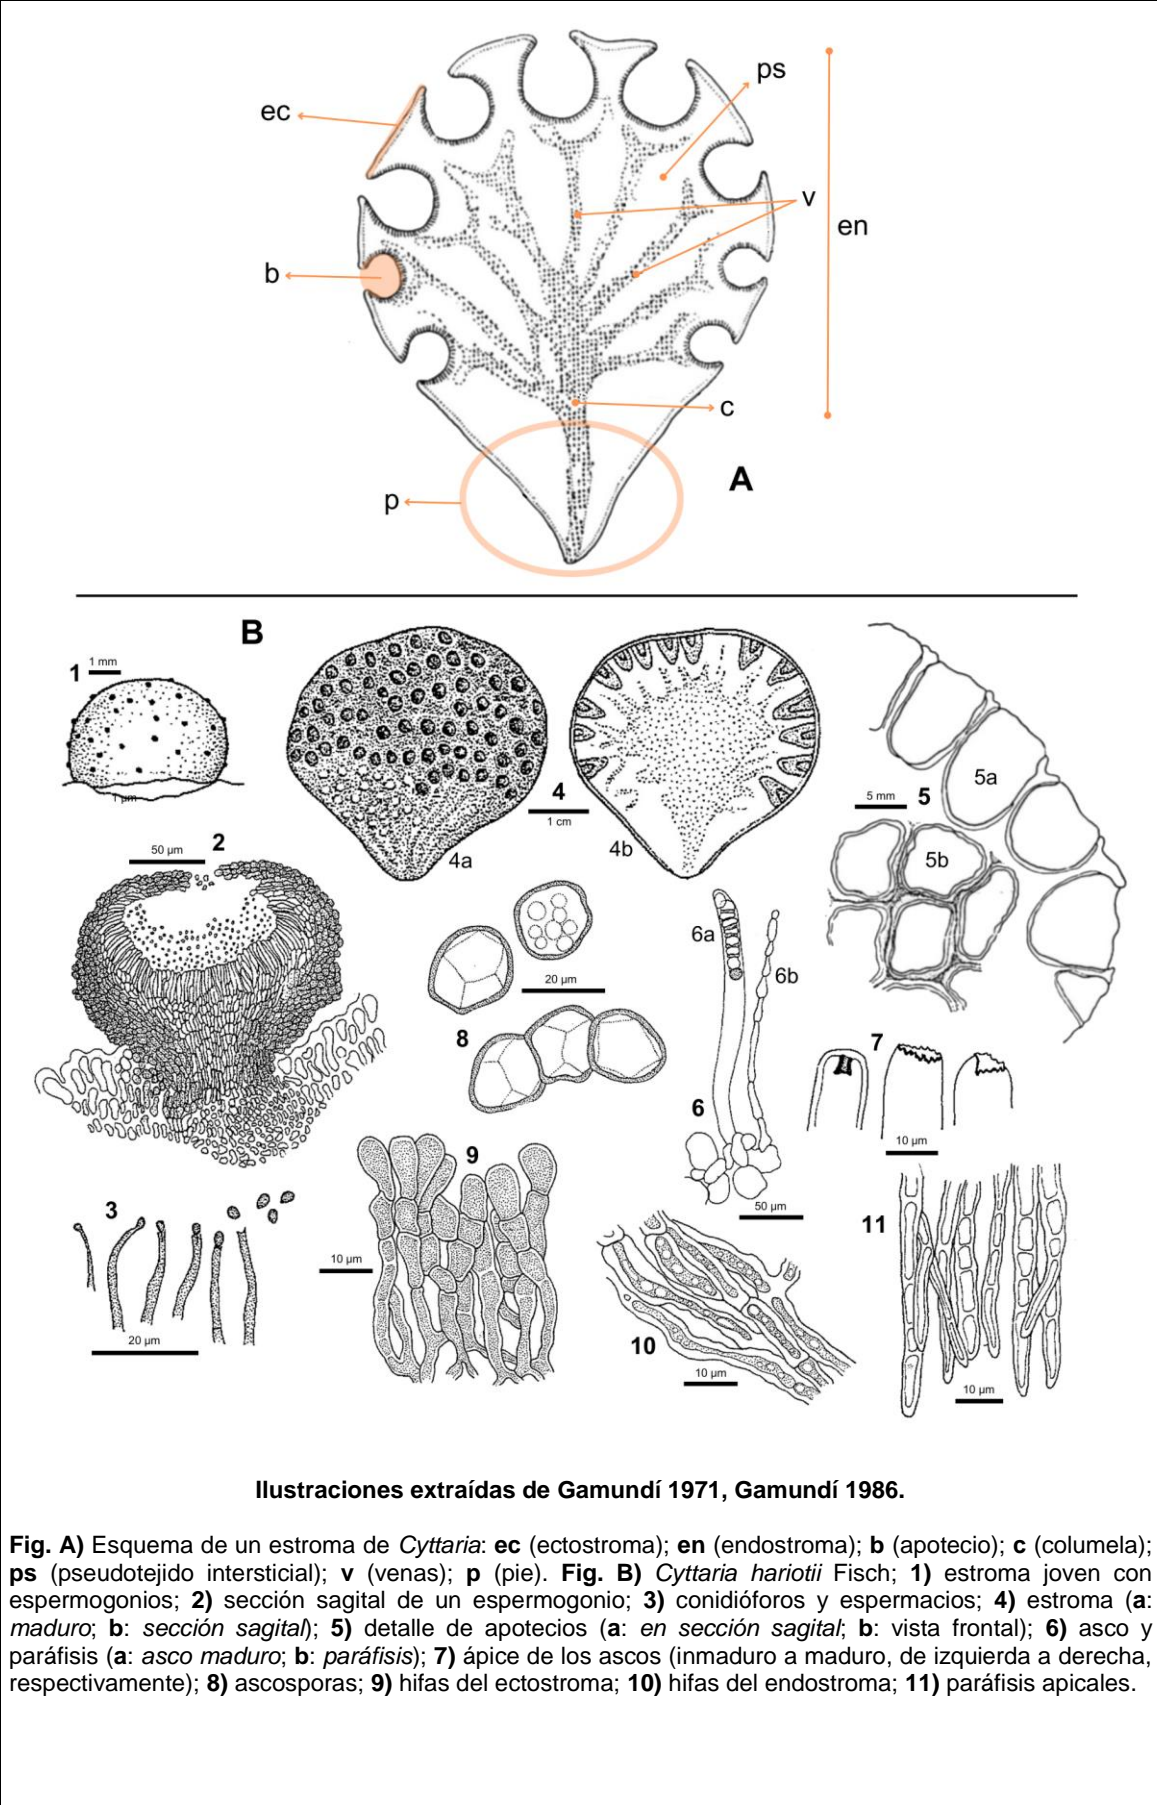 ps
ec
v
en
b
c
A
p
B
1 1 mm
1 µm
4
1 cm
4a
4b
5a
5 mm 5
5b
2
50 µm
6a
6b
20 µm
8
7
6
10 µm
50 µm
9
10 µm
3
20 µm
11
10
10 µm
10 µm
Ilustraciones extraídas de Gamundí 1971, Gamundí 1986.
Fig. A) Esquema de un estroma de Cyttaria: ec (ectostroma); en (endostroma); b (apotecio); c (columela);
ps (pseudotejido intersticial); v (venas); p (pie). Fig. B) Cyttaria hariotii Fisch; 1) estroma joven con
espermogonios; 2) sección sagital de un espermogonio; 3) conidióforos y espermacios; 4) estroma (a:
maduro; b: sección sagital); 5) detalle de apotecios (a: en sección sagital; b: vista frontal); 6) asco y
paráfisis (a: asco maduro; b: paráfisis); 7) ápice de los ascos (inmaduro a maduro, de izquierda a derecha,
respectivamente); 8) ascosporas; 9) hifas del ectostroma; 10) hifas del endostroma; 11) paráfisis apicales.